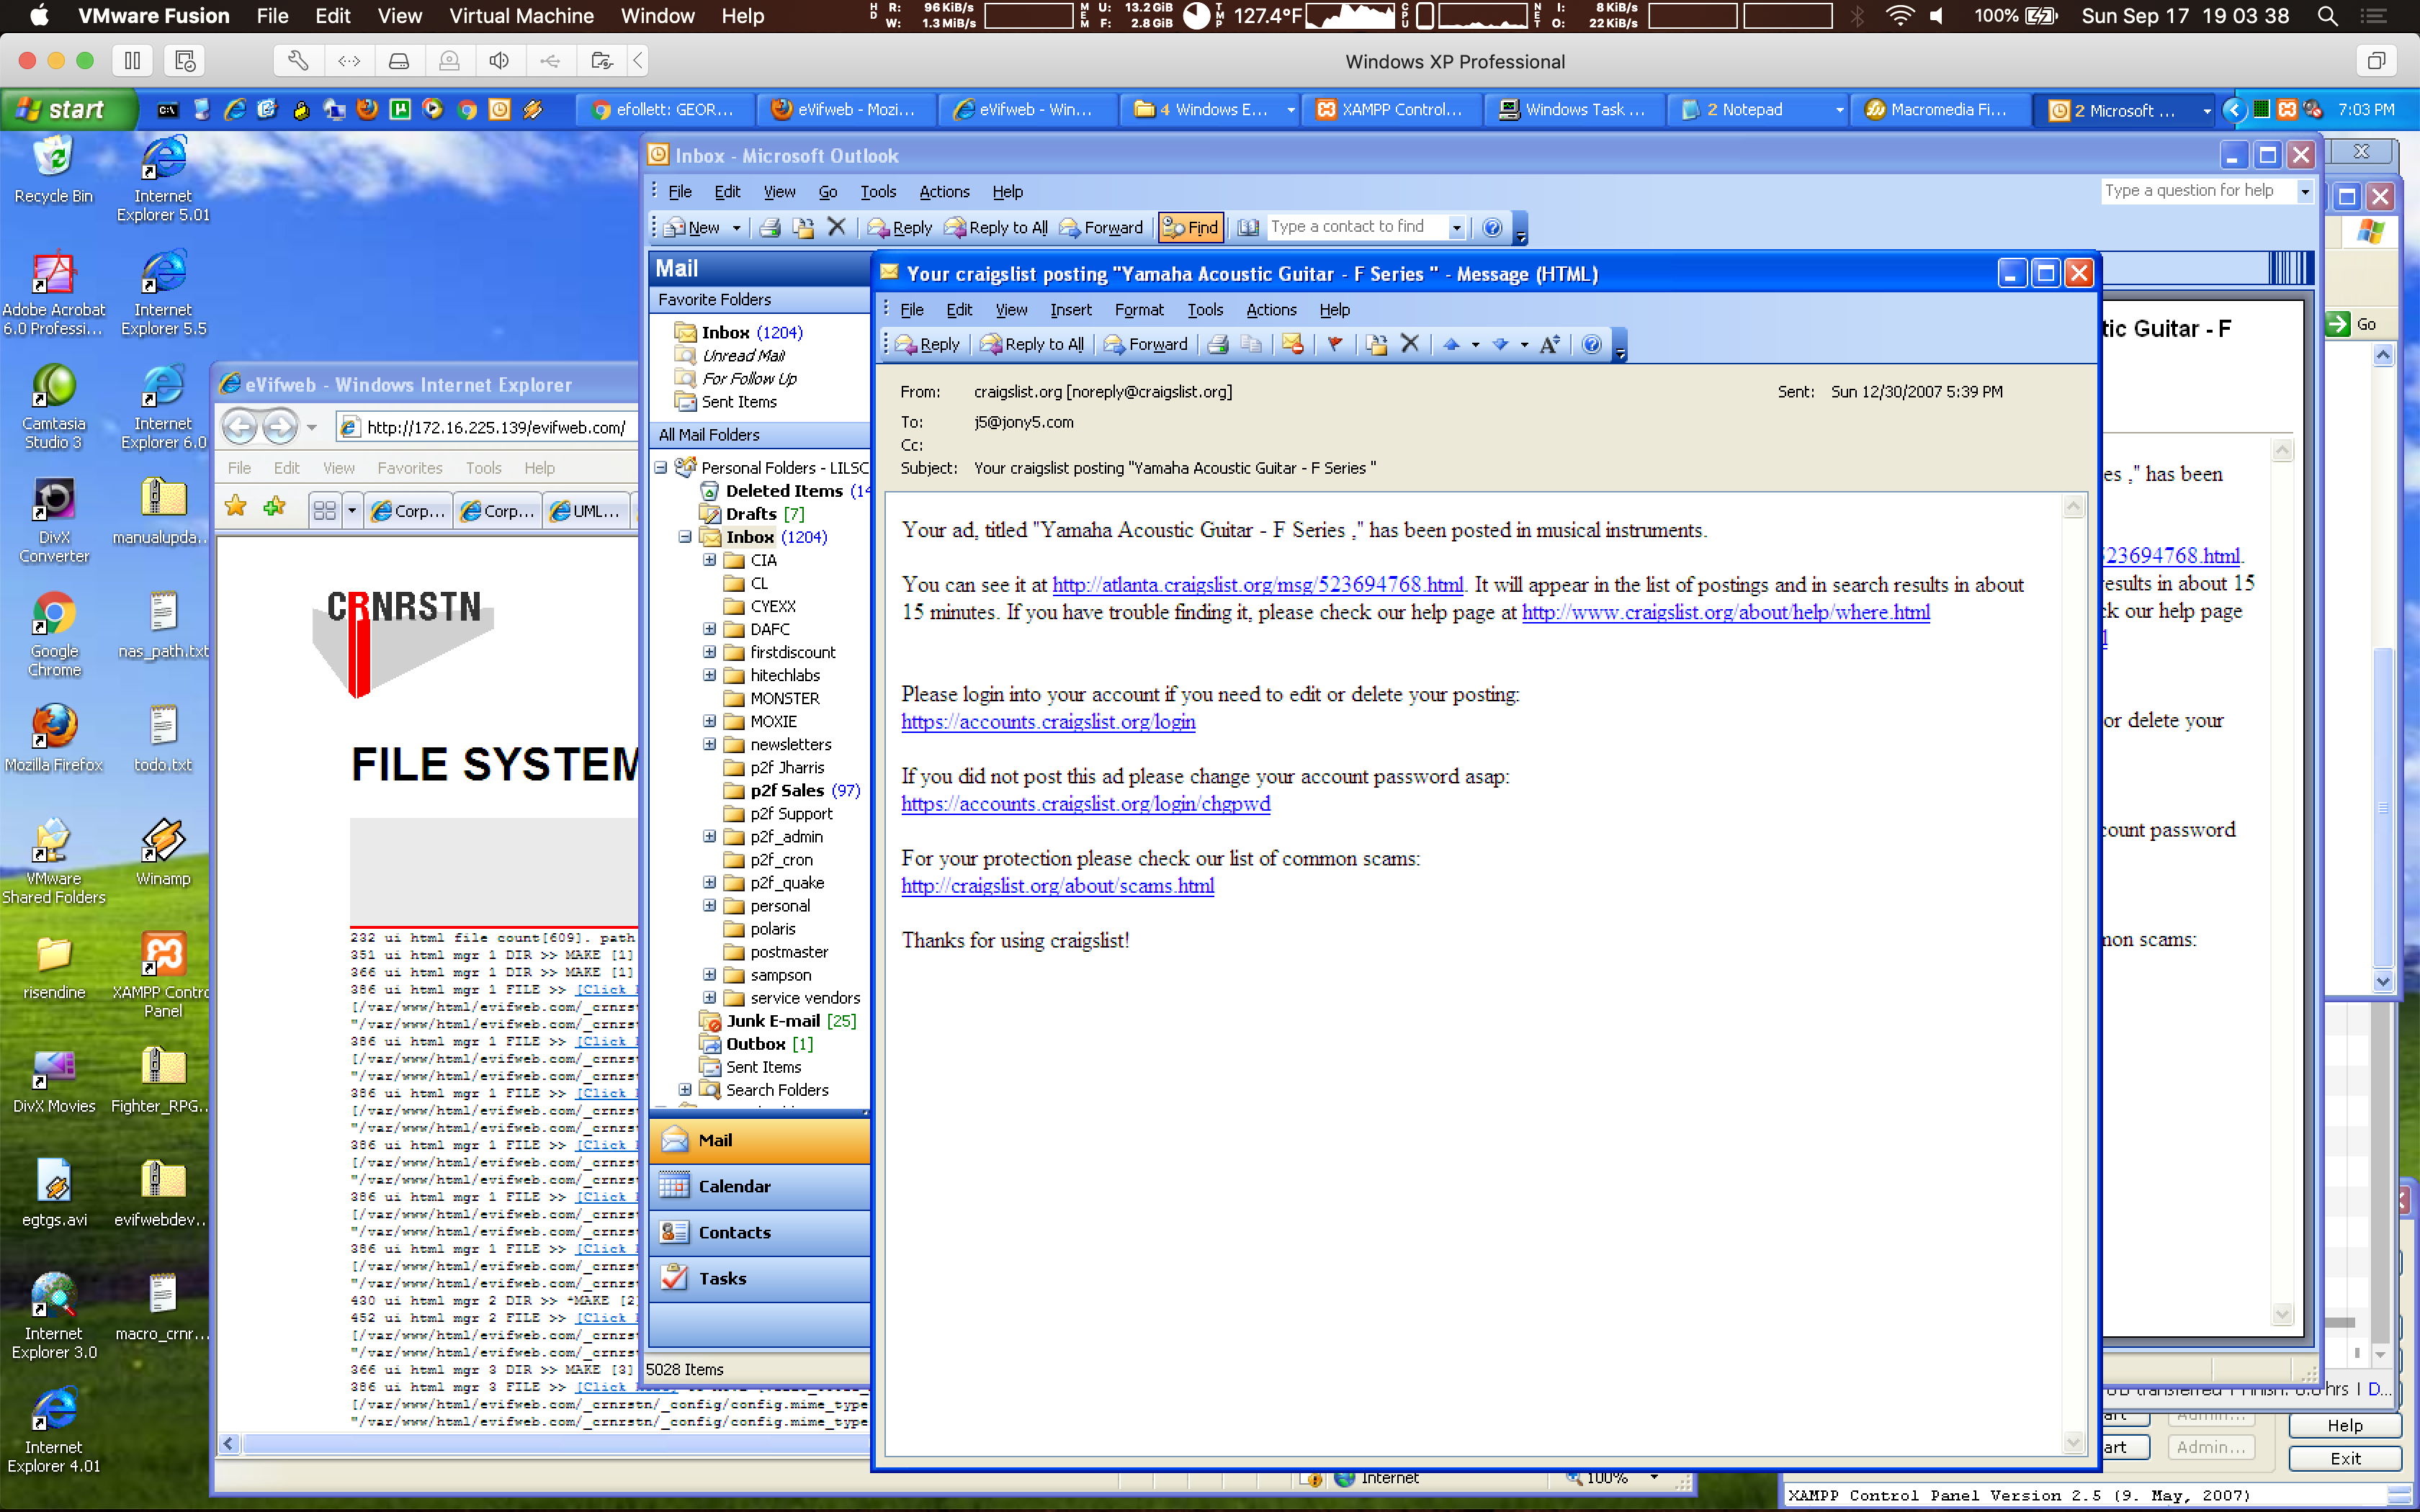 VMware Fusion File Edit View Virtual Machine Window Help
R: 96 KiB/s W: 1.3 MiB/s U: 13.2 GiB F: 2.8 GiB 127.4°F I: 8 KiB/s O: 22 KiB/s 100% Sun Sep 17 19 03 38
Windows XP Professional
start
efollett: GEOR...
eVifweb - Mozi...
eVifweb - Win...
4 Windows E...
XAMPP Control...
Windows Task ...
2 Notepad
Macromedia Fi...
2 Microsoft ...
7:03 PM
Recycle Bin
Internet Explorer 5.01
Adobe Acrobat 6.0 Professi...
Internet Explorer 5.5
Camtasia Studio 3
Internet Explorer 6.0
DivX Converter
manualupda...
Google Chrome
nas_path.txt
Mozilla Firefox
todo.txt
VMware Shared Folders
Winamp
risendine
XAMPP Contro Panel
DivX Movies
Fighter_RPG...
egtgs.avi
evifwebdev...
Internet Explorer 3.0
macro_crnr...
Internet Explorer 4.01
eVifweb - Windows Internet Explorer
http://172.16.225.139/evifweb.com/
File Edit View Favorites Tools Help
Corp... Corp... UML...
CRNRSTN
FILE SYSTEM
232 ui html file count[609]. path
351 ui html mgr 1 DIR >> MAKE [1]
366 ui html mgr 1 DIR >> MAKE [1]
386 ui html mgr 1 FILE >> [Click
[/var/www/html/evifweb.com/_crnrst
"/var/www/html/evifweb.com/_crnrst
386 ui html mgr 1 FILE >> [Click
[/var/www/html/evifweb.com/_crnrst
"/var/www/html/evifweb.com/_crnrst
386 ui html mgr 1 FILE >> [Click
[/var/www/html/evifweb.com/_crnrst
"/var/www/html/evifweb.com/_crnrst
386 ui html mgr 1 FILE >> [Click
[/var/www/html/evifweb.com/_crnrst
"/var/www/html/evifweb.com/_crnrst
386 ui html mgr 1 FILE >> [Click
[/var/www/html/evifweb.com/_crnrst
"/var/www/html/evifweb.com/_crnrst
386 ui html mgr 1 FILE >> [Click
[/var/www/html/evifweb.com/_crnrst
"/var/www/html/evifweb.com/_crnrst
430 ui html mgr 2 DIR >> *MAKE [2]
452 ui html mgr 2 FILE >> [Click
[/var/www/html/evifweb.com/_crnrst
"/var/www/html/evifweb.com/_crnrst
366 ui html mgr 3 DIR >> MAKE [3]
386 ui html mgr 3 FILE >> [Click
[/var/www/html/evifweb.com/_crnrstn/_config/config.mime_type
"/var/www/html/evifweb.com/_crnrstn/_config/config.mime_type
Internet 100%
Inbox - Microsoft Outlook
File Edit View Go Tools Actions Help
Type a question for help
New Reply Reply to All Forward Find Type a contact to find
Mail
Favorite Folders
Inbox (1204)
Unread Mail
For Follow Up
Sent Items
All Mail Folders
Personal Folders - LILSC
Deleted Items (14
Drafts [7]
Inbox (1204)
CIA
CL
CYEXX
DAFC
firstdiscount
hitechlabs
MONSTER
MOXIE
newsletters
p2f Jharris
p2f Sales (97)
p2f Support
p2f_admin
p2f_cron
p2f_quake
personal
polaris
postmaster
sampson
service vendors
Junk E-mail [25]
Outbox [1]
Sent Items
Search Folders
Mail
Calendar
Contacts
Tasks
5028 Items
Your craigslist posting "Yamaha Acoustic Guitar - F Series " - Message (HTML)
File Edit View Insert Format Tools Actions Help
Reply Reply to All Forward
From: craigslist.org [noreply@craigslist.org] Sent: Sun 12/30/2007 5:39 PM
To: j5@jony5.com
Cc:
Subject: Your craigslist posting "Yamaha Acoustic Guitar - F Series "
Your ad, titled "Yamaha Acoustic Guitar - F Series ," has been posted in musical instruments.
You can see it at http://atlanta.craigslist.org/msg/523694768.html. It will appear in the list of postings and in search results in about
15 minutes. If you have trouble finding it, please check our help page at http://www.craigslist.org/about/help/where.html
Please login into your account if you need to edit or delete your posting:
https://accounts.craigslist.org/login
If you did not post this ad please change your account password asap:
https://accounts.craigslist.org/login/chgpwd
For your protection please check our list of common scams:
http://craigslist.org/about/scams.html
Thanks for using craigslist!
tic Guitar - F
Go
es ," has been
523694768.html.
results in about 15
ck our help page
or delete your
count password
mon scams:
hrs | D...
art Admin... Help
art Admin... Exit
XAMPP Control Panel Version 2.5 (9. May, 2007)